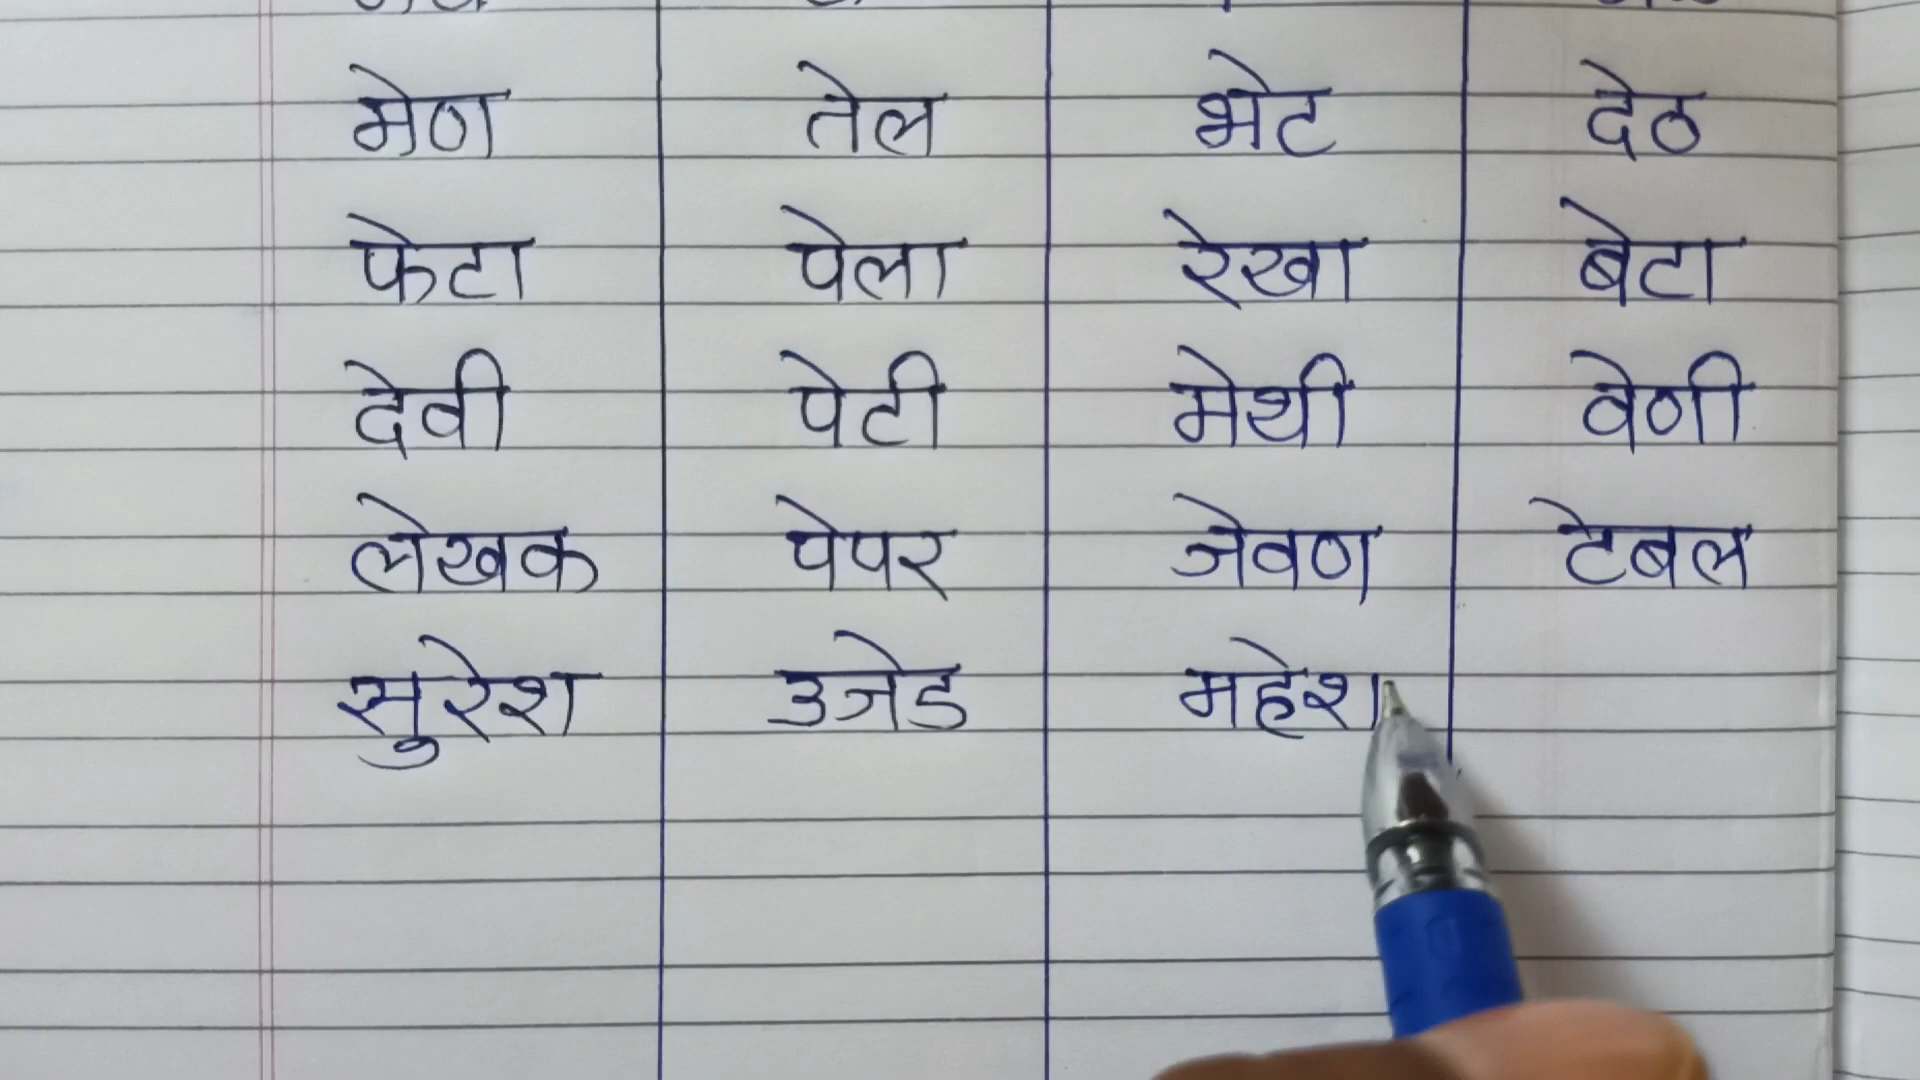 मेण तेल भेट देठ
फेटा पेला रेखा बेटा
देवी पेटी मेथी वेणी
लेखक पेपर जेवण टेबल
सुरेश उजेड महेश